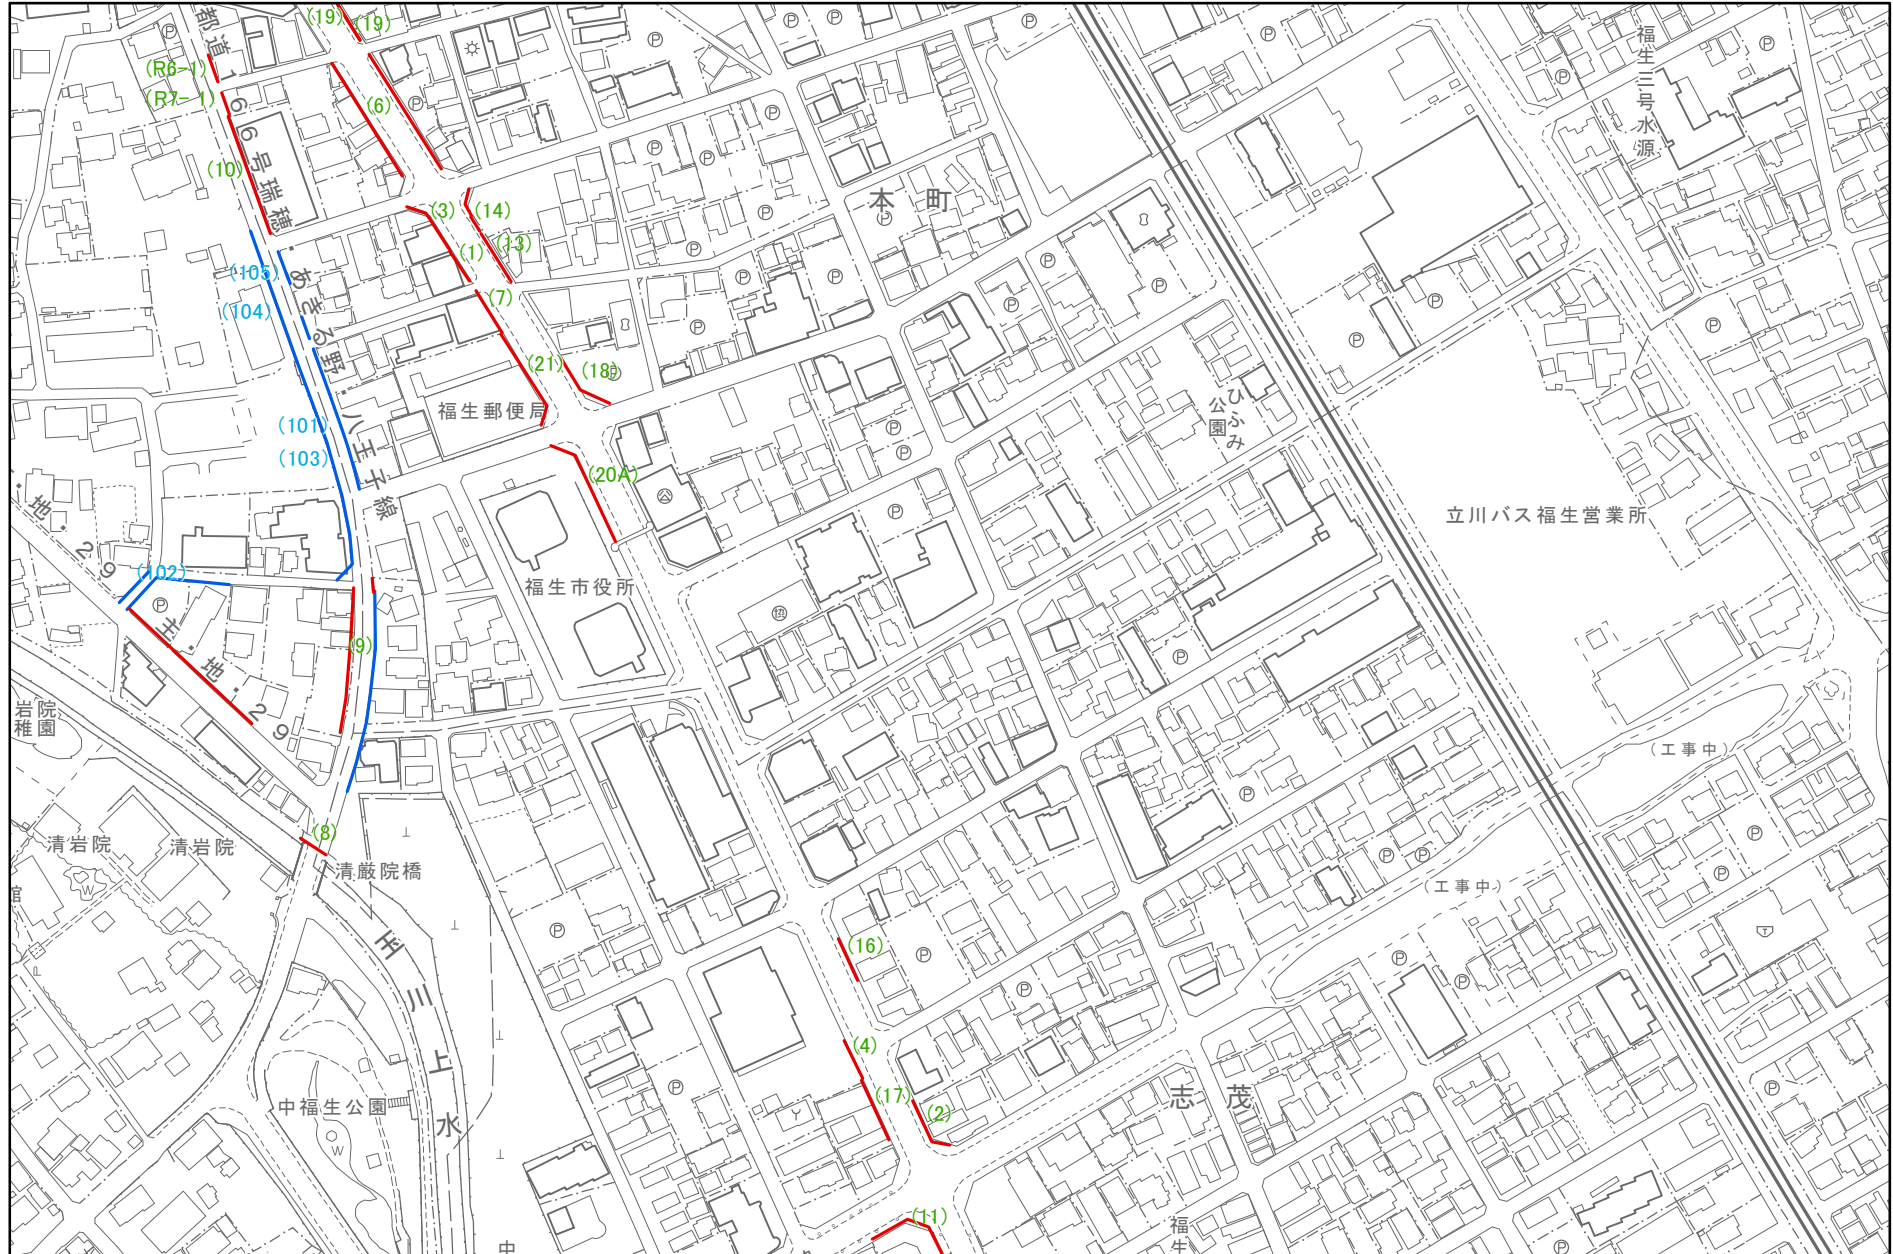 (19)
(19)
都道166号瑞穂・あきる野・八王子線
(R6-1)
(R7-1)
(6)
(10)
(3)
(14)
(1)
(13)
(7)
(105)
(104)
(21)
(18)
本町
福生三号水源
福生郵便局
(101)
(103)
(20A)
ひふみ
公園
立川バス福生営業所
・地・29
(102)
福生市役所
主・地・29
(9)
岩院
稚園
(工事中)
(8)
清岩院
清岩院
清厳院橋
(工事中)
玉川上水
(16)
(4)
(17)
(2)
中福生公園
志茂
(11)
福生
中